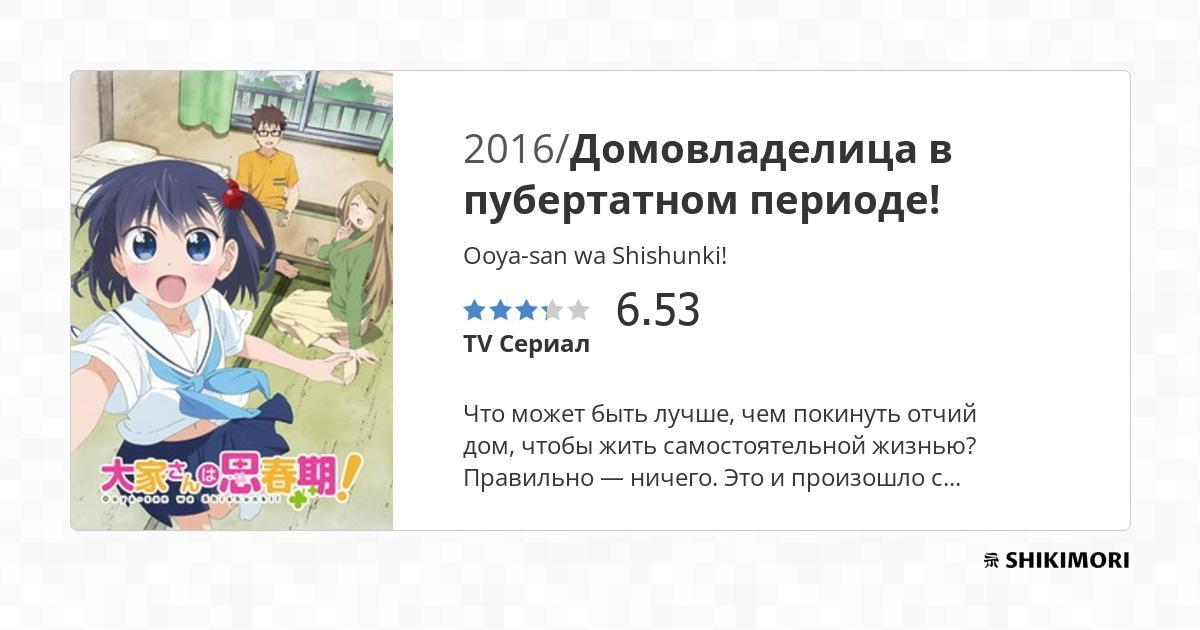 2016/Домовладелица в
пубертатном периоде!
Ooya-san wa Shishunki!
6.53
TV Сериал
Что может быть лучше, чем покинуть отчий
дом, чтобы жить самостоятельной жизнью?
Правильно — ничего. Это и произошло с...
大家さんは思春期!
Ooya-san wa Shishunki!
SHIKIMORI